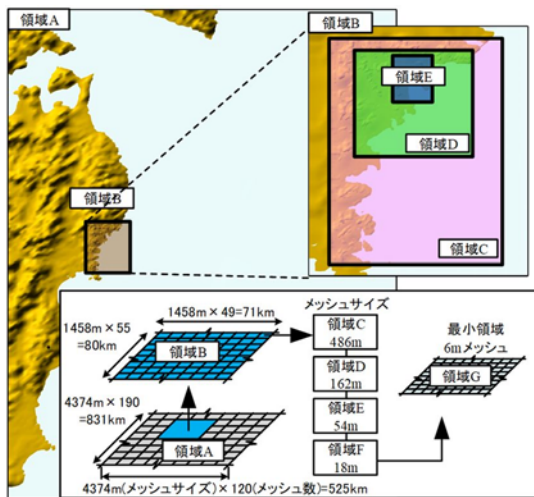 領域A
領域B
領域E
領域D
領域B
領域C
1458m×49=71km
メッシュサイズ
1458m×55
=80km
領域B
領域C
486m
最小領域
6mメッシュ
領域D
162m
領域G
4374m×190
=831km
領域E
54m
領域A
領域F
18m
4374m(メッシュサイズ)×120(メッシュ数)=525km